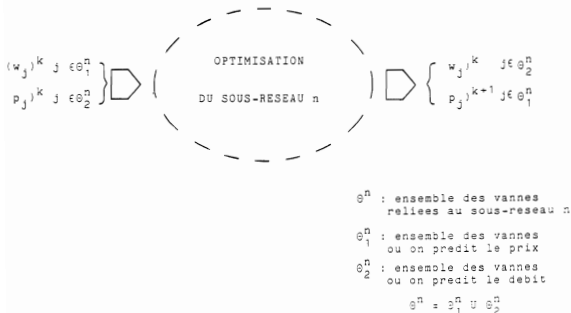 (w_j)^k j ∈ Θ_1^n
p_j)^k j ∈ Θ_2^n
OPTIMISATION
DU SOUS-RESEAU n
w_j)^k j ∈ Θ_2^n
p_j)^{k+1} j ∈ Θ_1^n
Θ^n : ensemble des vannes
reliees au sous-reseau n
Θ_1^n : ensemble des vannes
ou on predit le prix
Θ_2^n : ensemble des vannes
ou on predit le debit
Θ^n = Θ_1^n U Θ_2^n